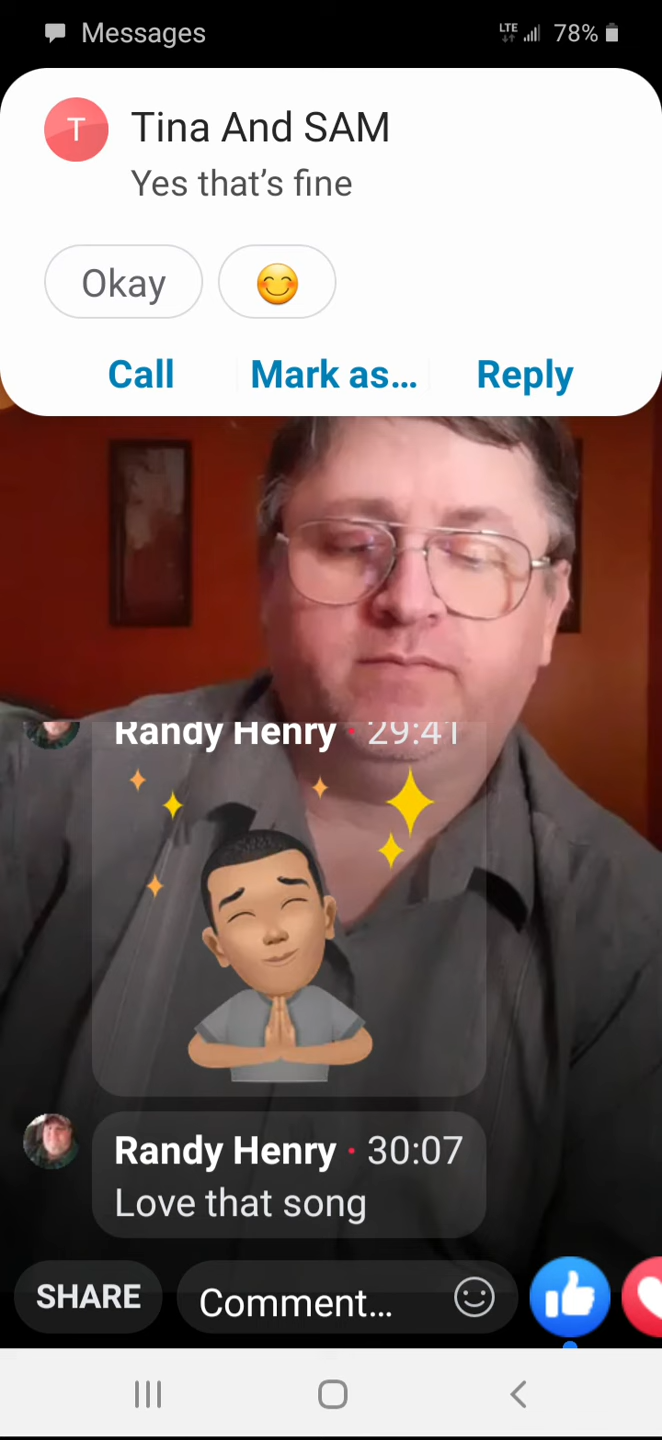 Messages
LTE 78%
T
Tina And SAM
Yes that’s fine
Okay
Call Mark as... Reply
Randy Henry · 29:41
Randy Henry · 30:07
Love that song
SHARE Comment...